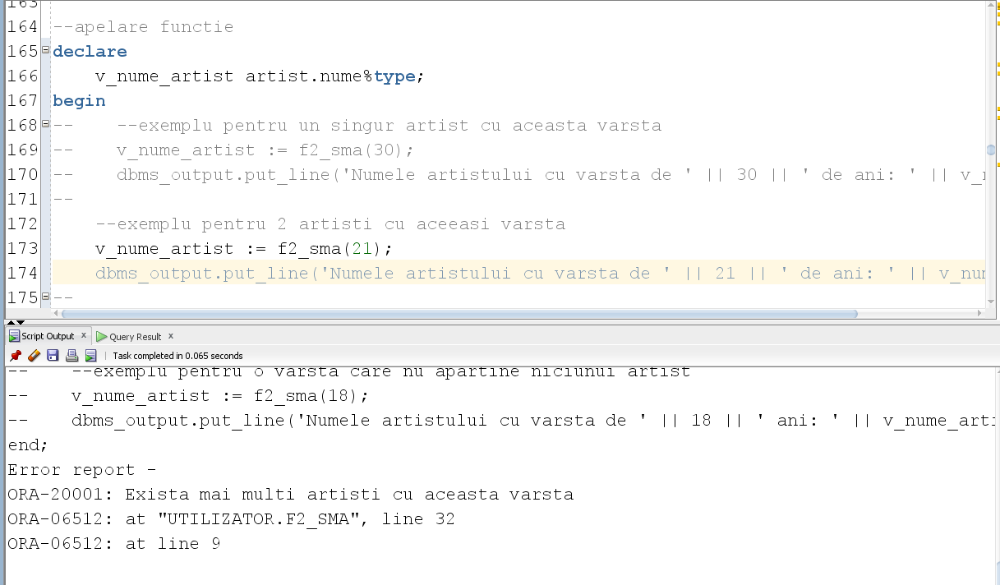 163
164 --apelare functie
165 declare
166 v_nume_artist artist.nume%type;
167 begin
168 -- --exemplu pentru un singur artist cu aceasta varsta
169 -- v_nume_artist := f2_sma(30);
170 -- dbms_output.put_line('Numele artistului cu varsta de ' || 30 || ' de ani: ' || v_
171 --
172 --exemplu pentru 2 artisti cu aceeasi varsta
173 v_nume_artist := f2_sma(21);
174 dbms_output.put_line('Numele artistului cu varsta de ' || 21 || ' de ani: ' || v_num
175 --
Script Output x Query Result x
Task completed in 0.065 seconds
-- --exemplu pentru o varsta care nu apartine niciunui artist
-- v_nume_artist := f2_sma(18);
-- dbms_output.put_line('Numele artistului cu varsta de ' || 18 || ' ani: ' || v_nume_arti
end;
Error report -
ORA-20001: Exista mai multi artisti cu aceasta varsta
ORA-06512: at "UTILIZATOR.F2_SMA", line 32
ORA-06512: at line 9